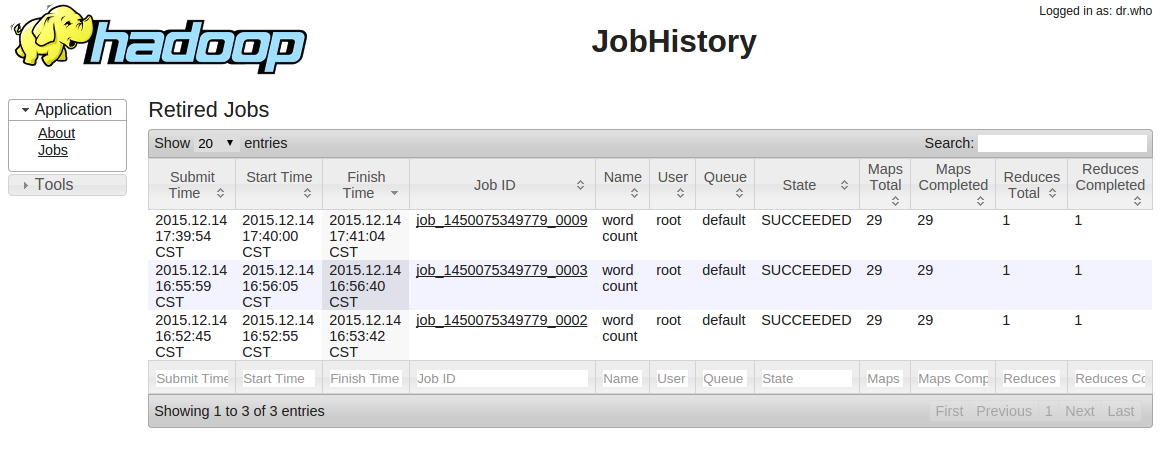 hadoop
JobHistory
Logged in as: dr.who
Application
About
Jobs
Tools
Retired Jobs
Show 20 entries
Search:
Submit Time Start Time Finish Time Job ID Name User Queue State Maps Total Maps Completed Reduces Total Reduces Completed
2015.12.14 17:39:54 CST 2015.12.14 17:40:00 CST 2015.12.14 17:41:04 CST job_1450075349779_0009 word count root default SUCCEEDED 29 29 1 1
2015.12.14 16:55:59 CST 2015.12.14 16:56:05 CST 2015.12.14 16:56:40 CST job_1450075349779_0003 word count root default SUCCEEDED 29 29 1 1
2015.12.14 16:52:45 CST 2015.12.14 16:52:55 CST 2015.12.14 16:53:42 CST job_1450075349779_0002 word count root default SUCCEEDED 29 29 1 1
Submit Time Start Time Finish Time Job ID Name User Queue State Maps Maps Comp Reduces Reduces Co
Showing 1 to 3 of 3 entries
First Previous 1 Next Last